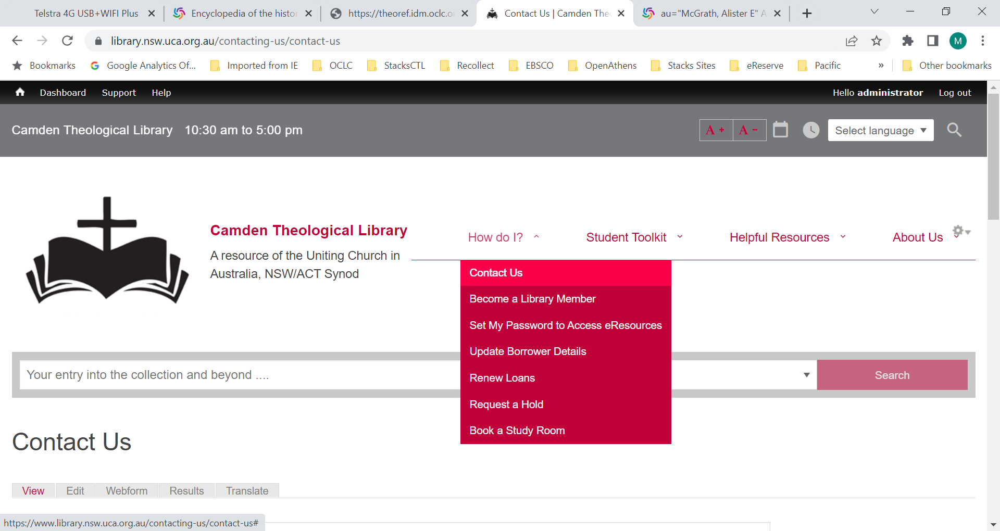 Telstra 4G USB+WIFI Plus
Encyclopedia of the histor
https://theoref.idm.oclc.o
Contact Us | Camden The
au="McGrath, Alister E" A
library.nsw.uca.org.au/contacting-us/contact-us
M
Bookmarks
Google Analytics Of...
Imported from IE
OCLC
StacksCTL
Recollect
EBSCO
OpenAthens
Stacks Sites
eReserve
Pacific
»
Other bookmarks
Dashboard
Support
Help
Hello administrator
Log out
Camden Theological Library 10:30 am to 5:00 pm
A +
A -
Select language
Camden Theological Library
A resource of the Uniting Church in
Australia, NSW/ACT Synod
How do I?
Student Toolkit
Helpful Resources
About Us
Contact Us
Become a Library Member
Set My Password to Access eResources
Update Borrower Details
Renew Loans
Request a Hold
Book a Study Room
Your entry into the collection and beyond ....
Search
Contact Us
View
Edit
Webform
Results
Translate
https://www.library.nsw.uca.org.au/contacting-us/contact-us#